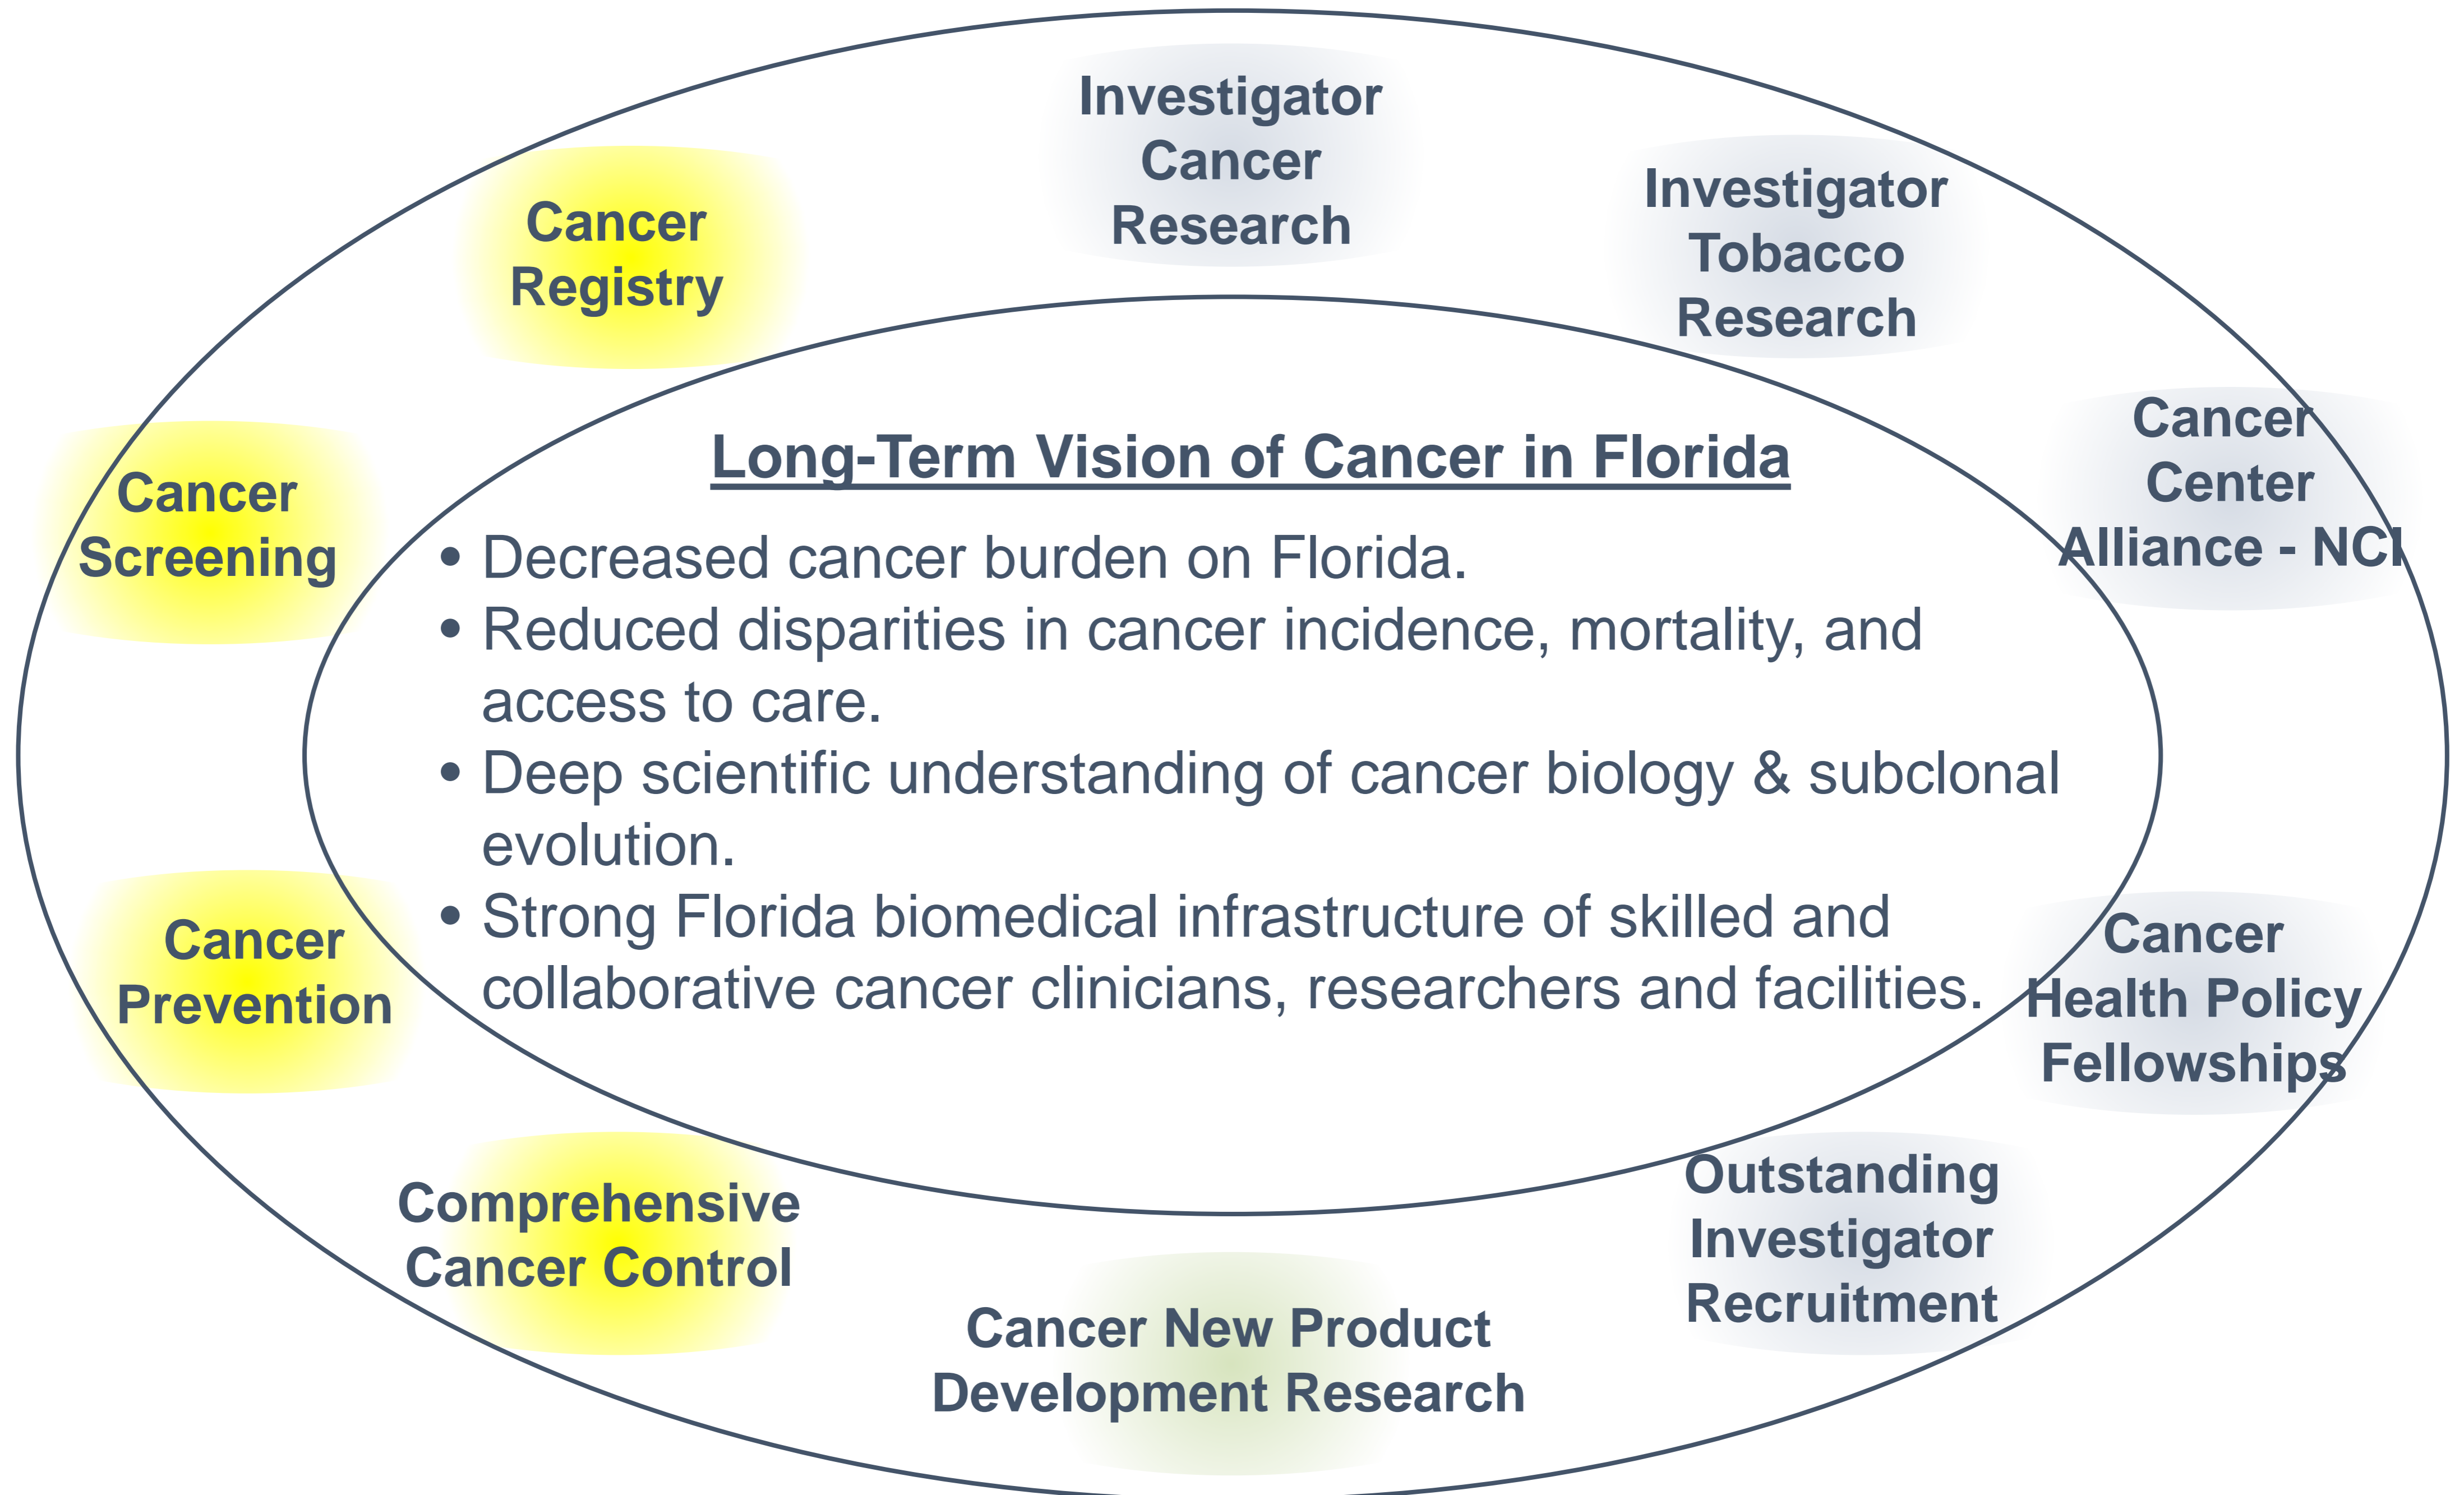 Investigator
Cancer
Research
Investigator
Tobacco
Research
Cancer
Center
Alliance - NCI
Cancer
Health Policy
Fellowships
Outstanding
Investigator
Recruitment
Cancer New Product
Development Research
Comprehensive
Cancer Control
Cancer
Prevention
Cancer
Screening
Cancer
Registry
Long-Term Vision of Cancer in Florida
• Decreased cancer burden on Florida.
• Reduced disparities in cancer incidence, mortality, and
access to care.
• Deep scientific understanding of cancer biology & subclonal
evolution.
• Strong Florida biomedical infrastructure of skilled and
collaborative cancer clinicians, researchers and facilities.